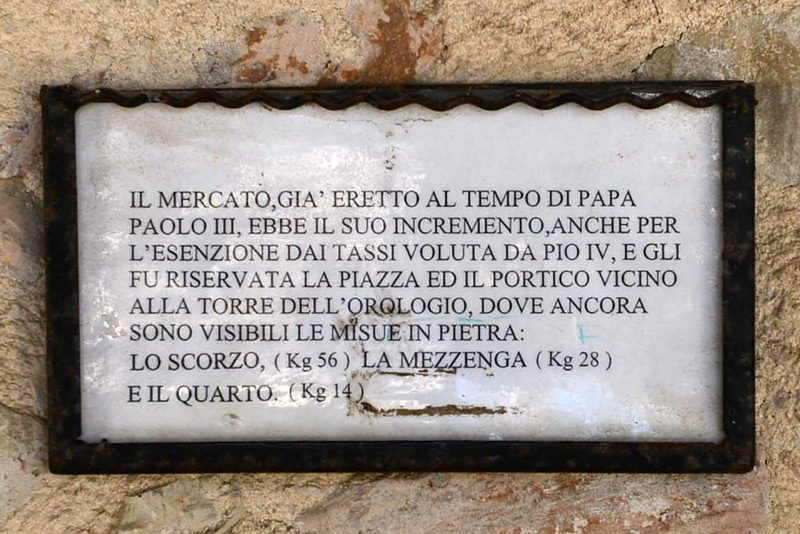 IL MERCATO,GIA’ ERETTO AL TEMPO DI PAPA
PAOLO III, EBBE IL SUO INCREMENTO,ANCHE PER
L’ESENZIONE DAI TASSI VOLUTA DA PIO IV, E GLI
FU RISERVATA LA PIAZZA ED IL PORTICO VICINO
ALLA TORRE DELL’OROLOGIO, DOVE ANCORA
SONO VISIBILI LE MISUE IN PIETRA:
LO SCORZO, ( Kg 56 ) LA MEZZENGA ( Kg 28 )
E IL QUARTO. ( Kg 14 )